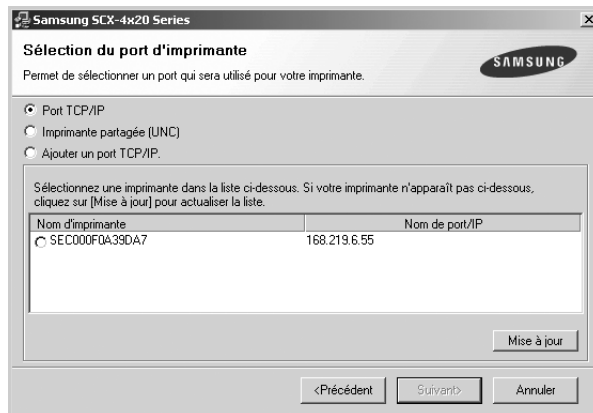 Samsung SCX-4x20 Series
Sélection du port d'imprimante
Permet de sélectionner un port qui sera utilisé pour votre imprimante.
SAMSUNG
Port TCP/IP
Imprimante partagée (UNC)
Ajouter un port TCP/IP.
Sélectionnez une imprimante dans la liste ci-dessous. Si votre imprimante n'apparaît pas ci-dessous,
cliquez sur [Mise à jour] pour actualiser la liste.
Nom d'imprimante Nom de port/IP
SEC000F0A39DA7 168.219.6.55
Mise à jour
<Précédent Suivant> Annuler